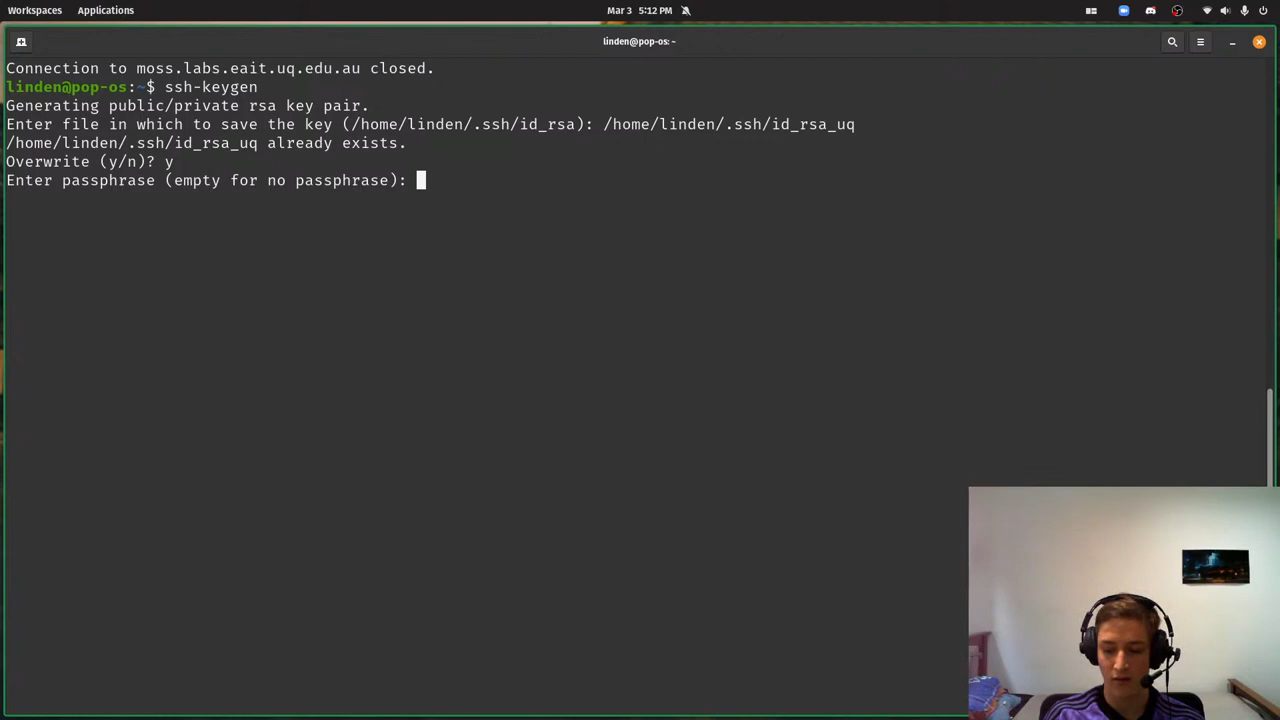 Workspaces Applications Mar 3 5:12 PM
linden@pop-os: ~
Connection to moss.labs.eait.uq.edu.au closed.
linden@pop-os:~$ ssh-keygen
Generating public/private rsa key pair.
Enter file in which to save the key (/home/linden/.ssh/id_rsa): /home/linden/.ssh/id_rsa_uq
/home/linden/.ssh/id_rsa_uq already exists.
Overwrite (y/n)? y
Enter passphrase (empty for no passphrase):